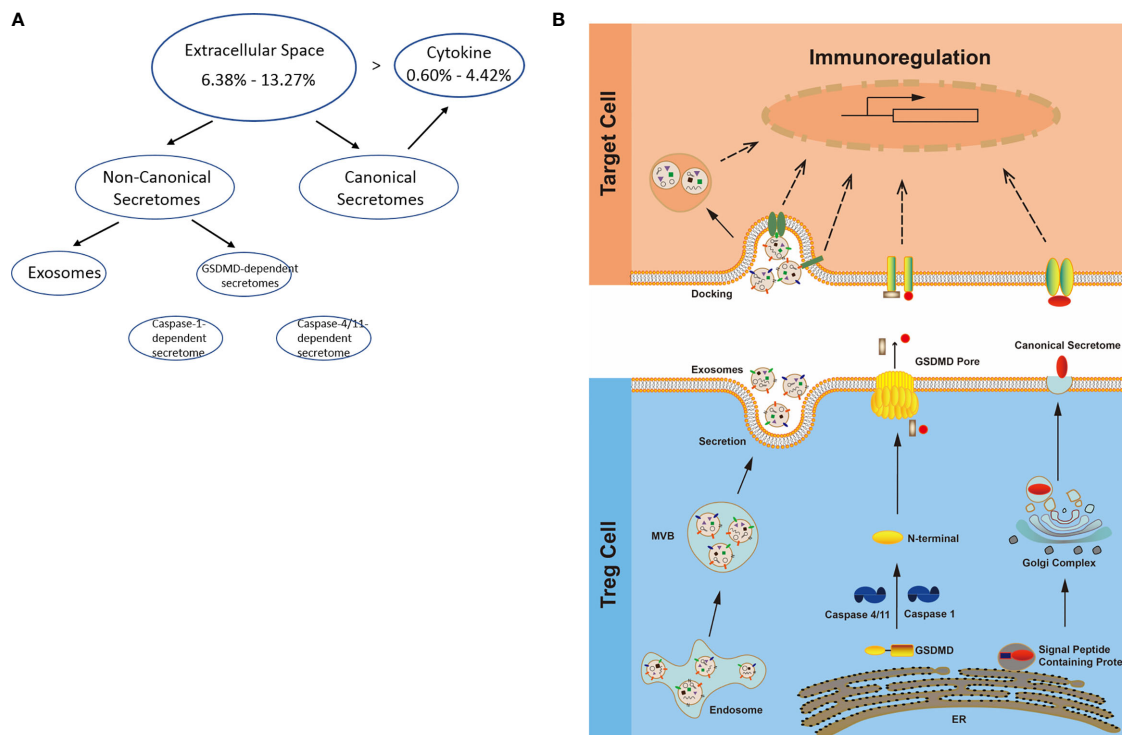 A
Extracellular Space
6.38% - 13.27%
>
Cytokine
0.60% - 4.42%
Non-Canonical
Secretomes
Canonical
Secretomes
Exosomes
GSDMD-dependent
secretomes
Caspase-1-
dependent
secretome
Caspase-4/11-
dependent
secretome
B
Target Cell
Immunoregulation
Docking
Treg Cell
Exosomes
GSDMD Pore
Canonical Secretome
Secretion
MVB
N-terminal
Golgi Complex
Caspase 4/11
Caspase 1
GSDMD
Signal Peptide
Containing Prote
Endosome
ER